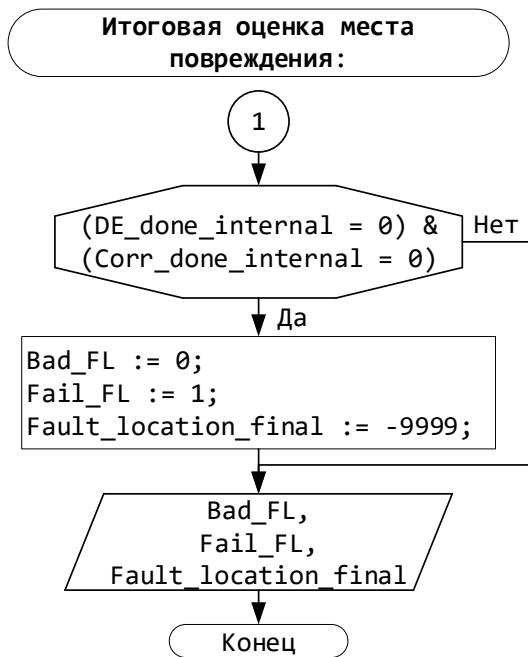 Итоговая оценка места
повреждения:
1
(DE_done_internal = 0) &
(Corr_done_internal = 0)
Нет
Да
Bad_FL := 0;
Fail_FL := 1;
Fault_location_final := -9999;
Bad_FL,
Fail_FL,
Fault_location_final
Конец